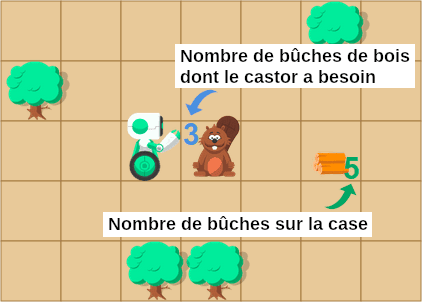 Nombre de bûches de bois
dont le castor a besoin
3
5
Nombre de bûches sur la case